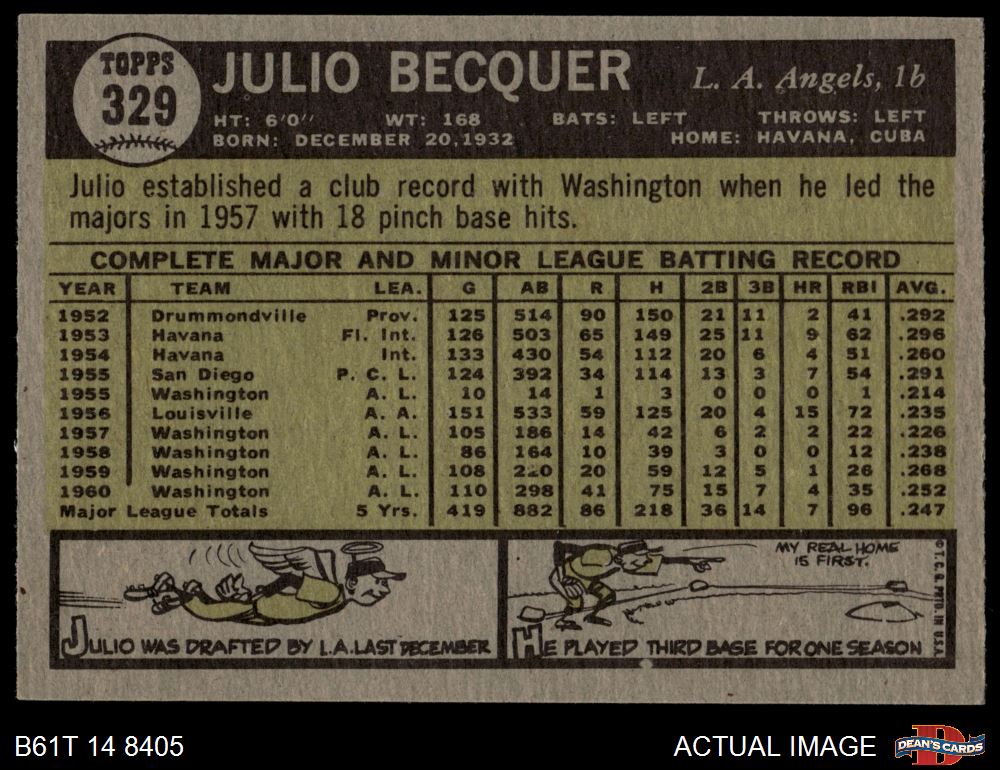 TOPPS
329
JULIO BECQUER
L. A. Angels, 1b
HT: 6'0" WT: 168 BATS: LEFT THROWS: LEFT
BORN: DECEMBER 20, 1932 HOME: HAVANA, CUBA
Julio established a club record with Washington when he led the
majors in 1957 with 18 pinch base hits.
COMPLETE MAJOR AND MINOR LEAGUE BATTING RECORD
YEAR TEAM LEA. G AB R H 2B 3B HR RBI AVG.
1952 Drummondville Prov. 125 514 90 150 21 11 2 41 .292
1953 Havana Fl. Int. 126 503 65 149 25 11 9 62 .296
1954 Havana Int. 133 430 54 112 20 6 4 51 .260
1955 San Diego P. C. L. 124 392 34 114 13 3 7 54 .291
1955 Washington A. L. 10 14 1 3 0 0 0 1 .214
1956 Louisville A. A. 151 533 59 125 20 4 15 72 .235
1957 Washington A. L. 105 186 14 42 6 2 2 22 .226
1958 Washington A. L. 86 164 10 39 3 0 0 12 .238
1959 Washington A. L. 108 220 20 59 12 5 1 26 .268
1960 Washington A. L. 110 298 41 75 15 7 4 35 .252
Major League Totals 5 Yrs. 419 882 86 218 36 14 7 96 .247
JULIO WAS DRAFTED BY L.A. LAST DECEMBER
MY REAL HOME
IS FIRST.
HE PLAYED THIRD BASE FOR ONE SEASON
© T.C.G. PRTD. IN U.S.A.
B61T 14 8405
ACTUAL IMAGE
D
DEAN'S CARDS